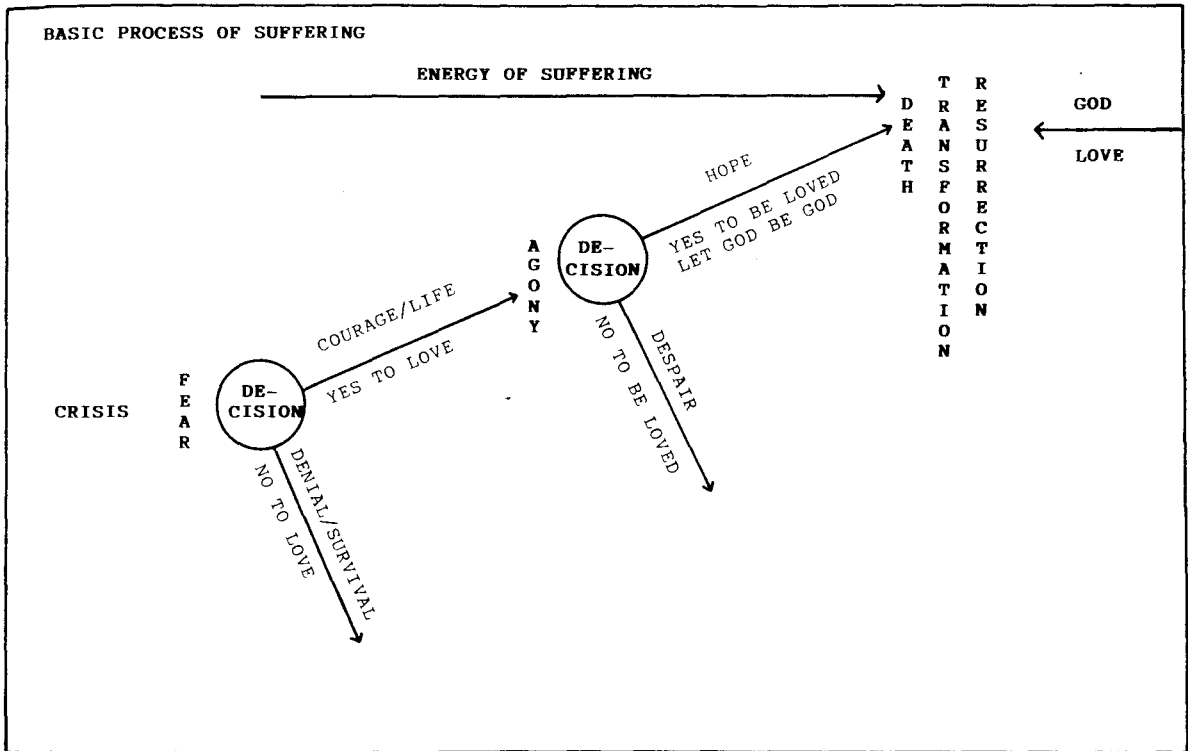 BASIC PROCESS OF SUFFERING
ENERGY OF SUFFERING
DEATH
TRANSFORMATION
RESURRECTION
GOD
LOVE
HOPE
YES TO BE LOVED
LET GOD BE GOD
AGONY
DE-
CISION
COURAGE/LIFE
YES TO LOVE
DESPAIR
NO TO BE LOVED
CRISIS
FEAR
DE-
CISION
DENIAL/SURVIVAL
NO TO LOVE